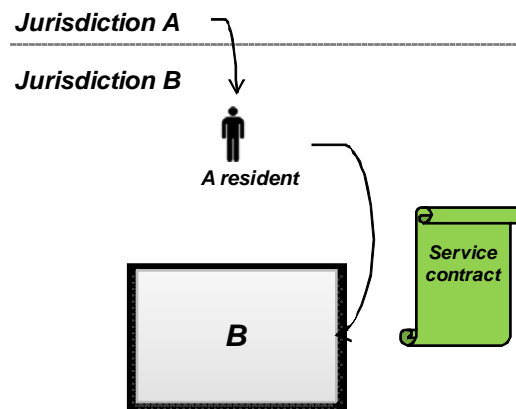 Jurisdiction A
Jurisdiction B
A resident
Service
contract
B